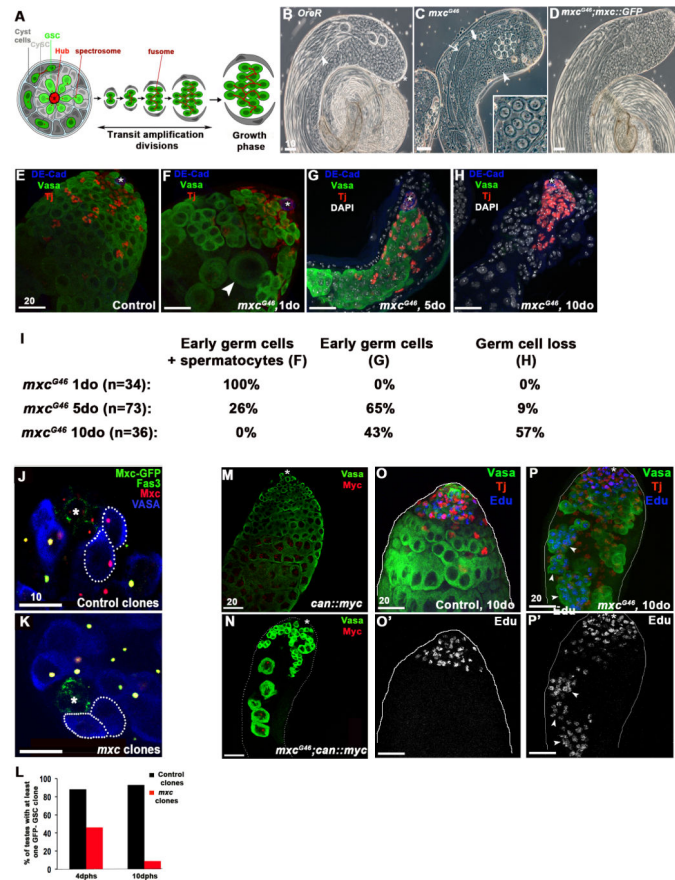 A
Cyst cells
CySC
GSC
Hub
spectrosome
fusome
Transit amplification
divisions
Growth
phase
B OreR
C mxcG46
D mxcG46;mxc::GFP
E DE-Cad
Vasa
Tj
20
Control
F DE-Cad
Vasa
Tj
mxcG46, 1do
G DE-Cad
Vasa
Tj
DAPI
mxcG46, 5do
H DE-Cad
Vasa
Tj
DAPI
mxcG46, 10do
I
Early germ cells
+ spermatocytes (F)
Early germ cells
(G)
Germ cell loss
(H)
mxcG46 1do (n=34): 100% 0% 0%
mxcG46 5do (n=73): 26% 65% 9%
mxcG46 10do (n=36): 0% 43% 57%
J Mxc-GFP
Fas3
Mxc
VASA
*
10
Control clones
K
*
mxc clones
L
% of testes with at least
one GFP- GSC clone
100
80
60
40
20
0
4dphs
10dphs
Control
clones
mxc
clones
M Vasa
Myc
*
20
can::myc
N Vasa
Myc
*
mxcG46;can::myc
O Vasa
Tj
Edu
20
Control, 10do
O' Edu
P Vasa
Tj
Edu
*
20
Edu
mxcG46, 10do
P' Edu
*